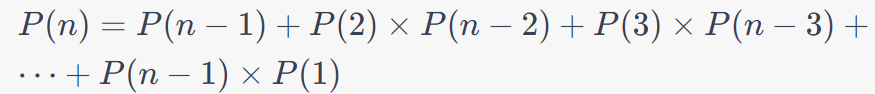 P(n) = P(n − 1) + P(2) × P(n − 2) + P(3) × P(n − 3) +
⋯ + P(n − 1) × P(1)